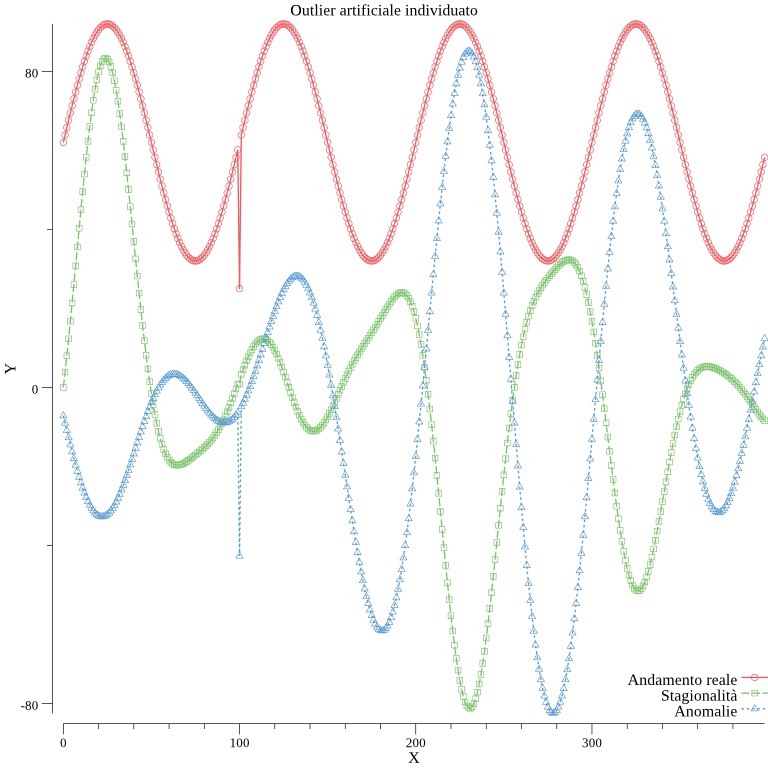 Outlier artificiale individuato
80
0
-80
Y
0
100
200
300
X
Andamento reale
Stagionalità
Anomalie